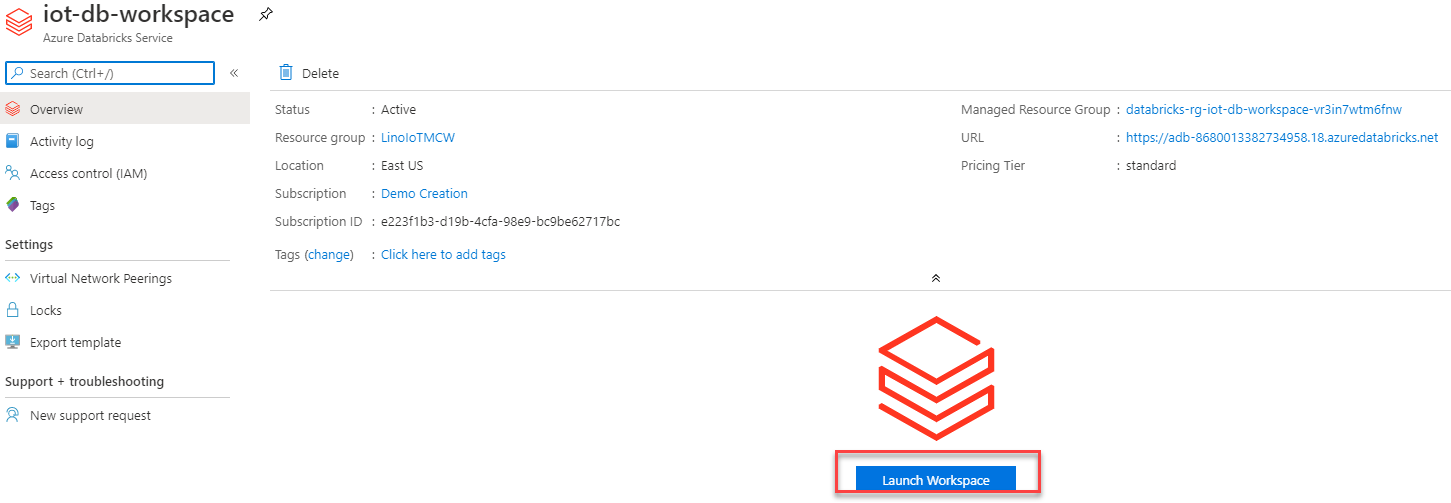 iot-db-workspace
Azure Databricks Service
Search (Ctrl+/)
«
Overview
Activity log
Access control (IAM)
Tags
Settings
Virtual Network Peerings
Locks
Export template
Support + troubleshooting
New support request
Delete
Status : Active
Resource group : LinoIoTMCW
Location : East US
Subscription : Demo Creation
Subscription ID : e223f1b3-d19b-4cfa-98e9-bc9be62717bc
Tags (change) : Click here to add tags
Managed Resource Group : databricks-rg-iot-db-workspace-vr3in7wtm6fnw
URL : https://adb-8680013382734958.18.azuredatabricks.net
Pricing Tier : standard
Launch Workspace